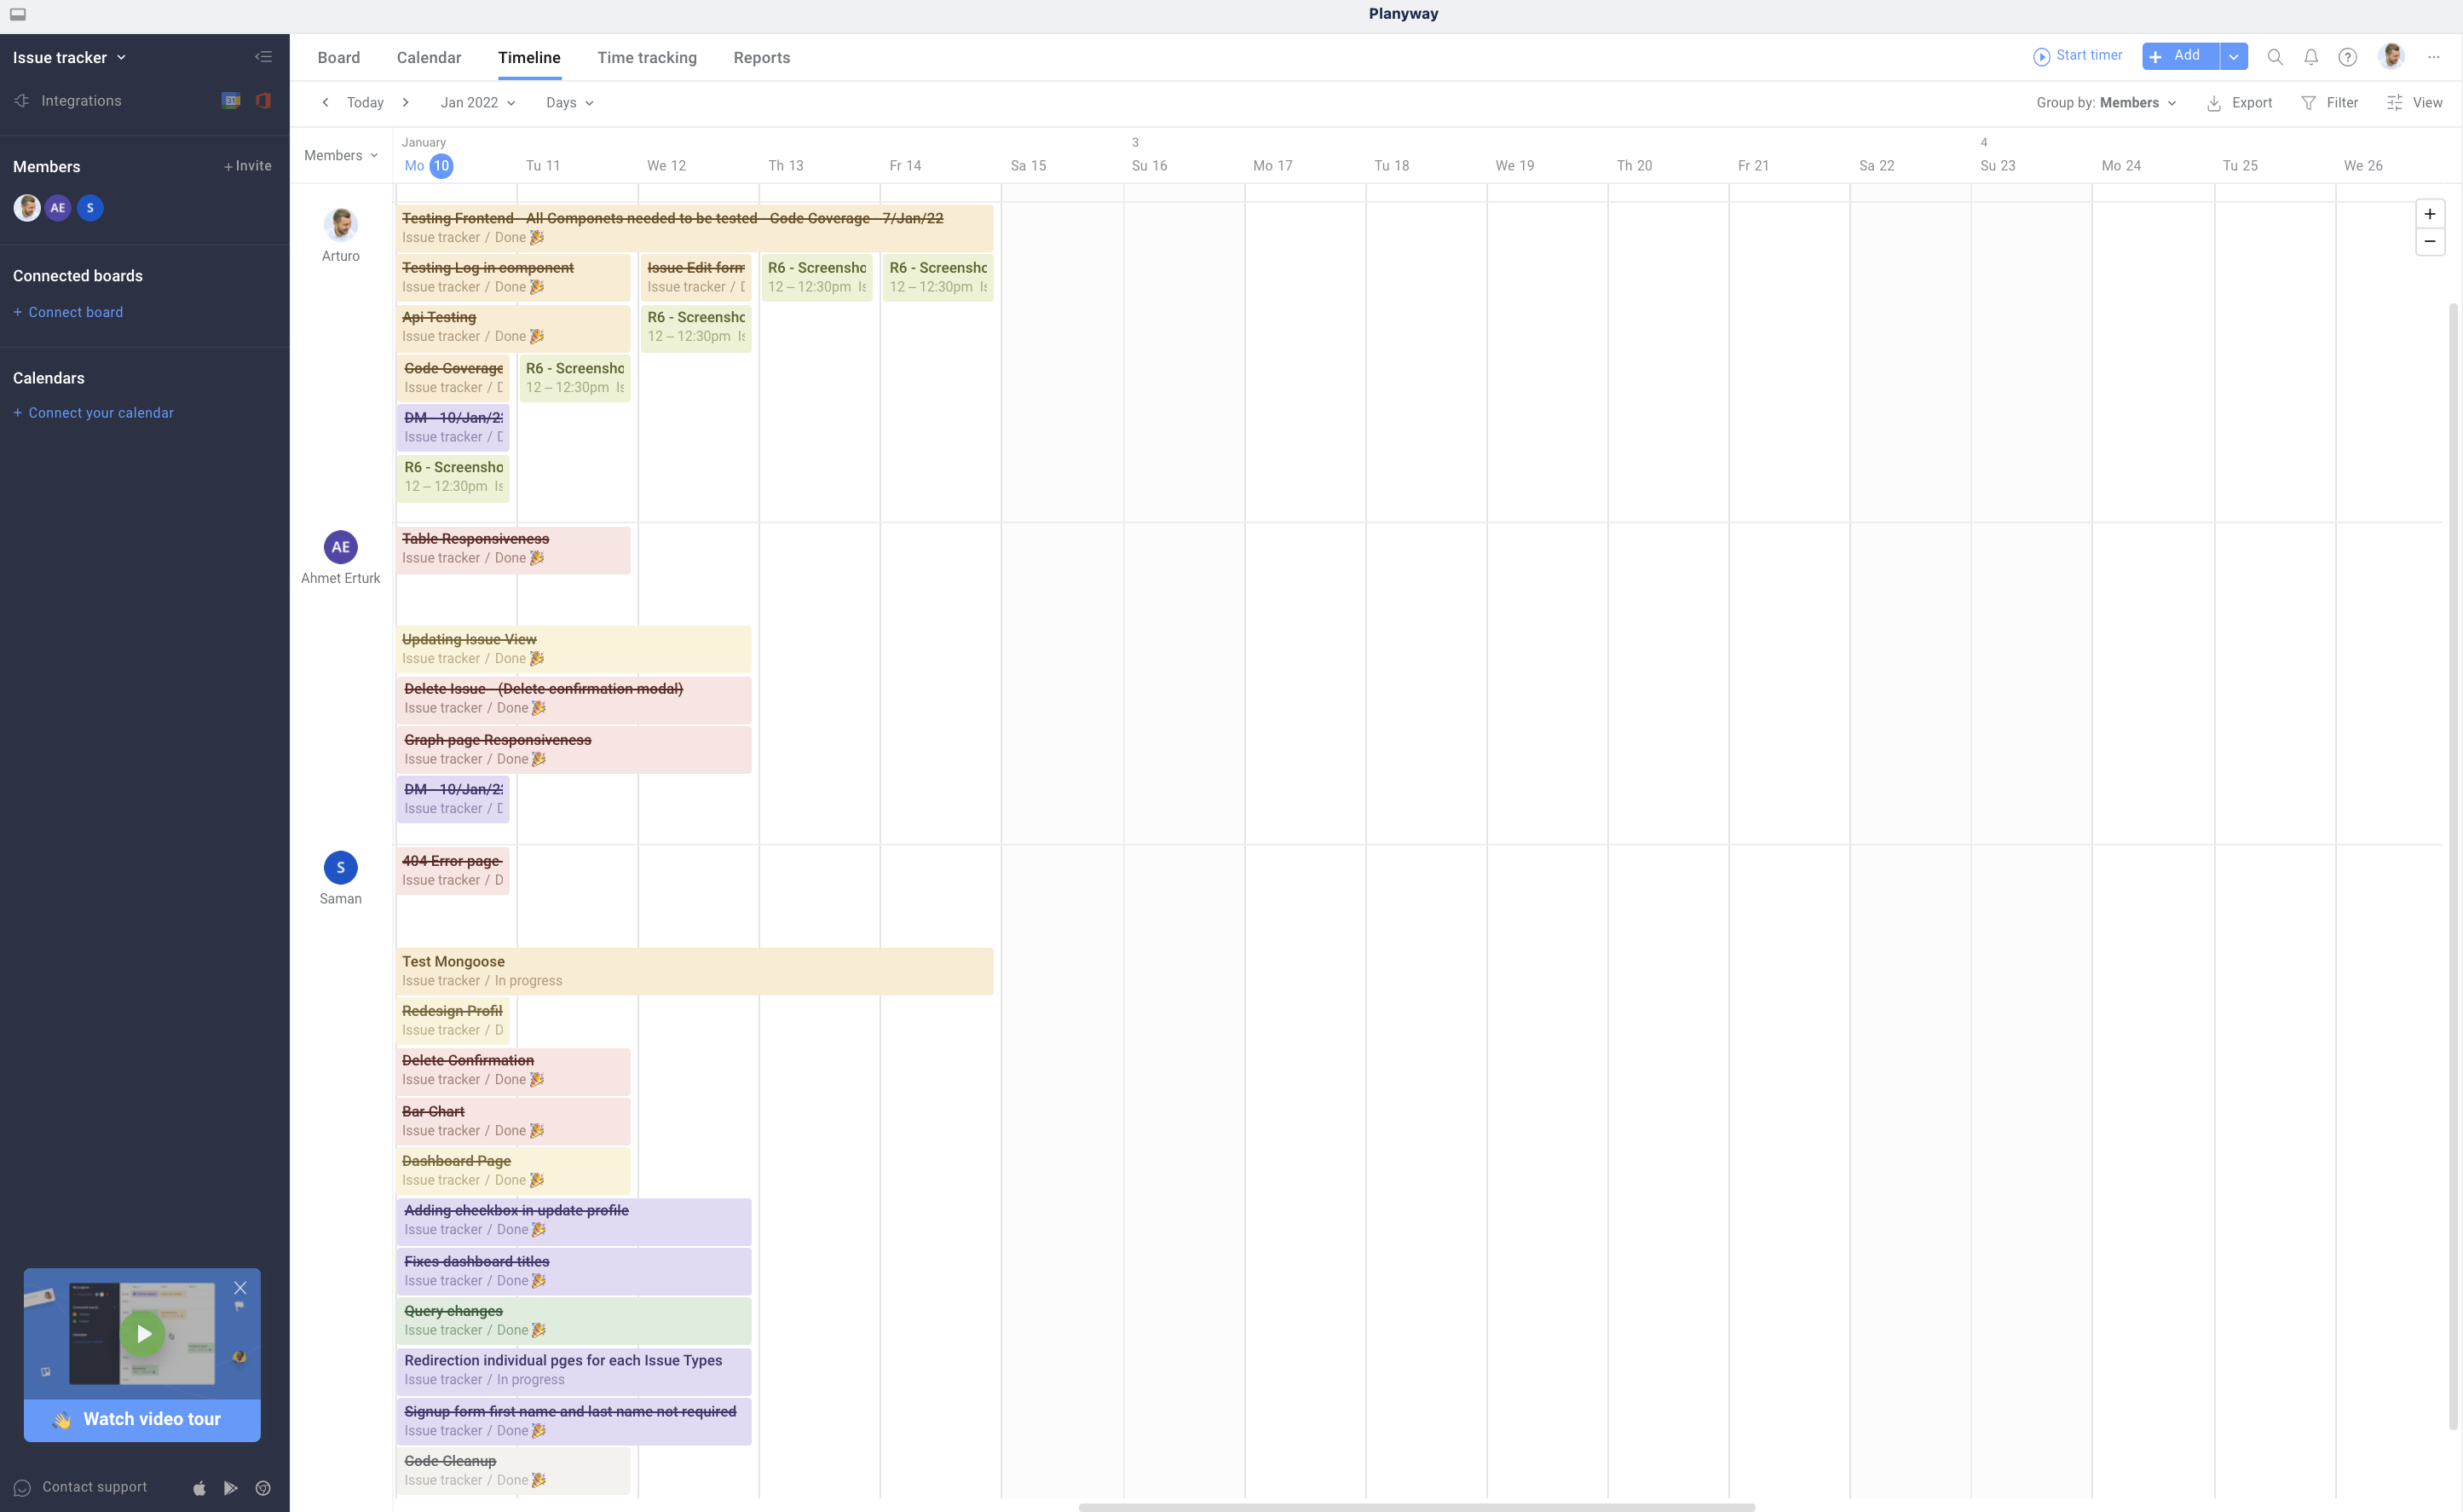 Planyway
Issue tracker
Integrations
Members
+ Invite
AE
S
Connected boards
+ Connect board
Calendars
+ Connect your calendar
Watch video tour
Contact support
Board Calendar Timeline Time tracking Reports
Start timer
+ Add
Today Jan 2022 Days
Group by: Members Export Filter View
Members
January 3 4
Mo 10 Tu 11 We 12 Th 13 Fr 14 Sa 15 Su 16 Mo 17 Tu 18 We 19 Th 20 Fr 21 Sa 22 Su 23 Mo 24 Tu 25 We 26
+
−
Arturo
Testing Frontend - All Componets needed to be tested - Code Coverage - 7/Jan/22
Issue tracker / Done 🎉
Testing Log in component
Issue tracker / Done 🎉
Issue Edit form
Issue tracker / D
R6 - Screensho
12 – 12:30pm Is
R6 - Screensho
12 – 12:30pm Is
Api Testing
Issue tracker / Done 🎉
R6 - Screensho
12 – 12:30pm Is
Code Coverage
Issue tracker / D
R6 - Screensho
12 – 12:30pm Is
DM - 10/Jan/22
Issue tracker / D
R6 - Screensho
12 – 12:30pm Is
AE
Ahmet Erturk
Table Responsiveness
Issue tracker / Done 🎉
Updating Issue View
Issue tracker / Done 🎉
Delete Issue - (Delete confirmation modal)
Issue tracker / Done 🎉
Graph page Responsiveness
Issue tracker / Done 🎉
DM - 10/Jan/22
Issue tracker / D
S
Saman
404 Error page
Issue tracker / D
Test Mongoose
Issue tracker / In progress
Redesign Profil
Issue tracker / D
Delete Confirmation
Issue tracker / Done 🎉
Bar Chart
Issue tracker / Done 🎉
Dashboard Page
Issue tracker / Done 🎉
Adding checkbox in update profile
Issue tracker / Done 🎉
Fixes dashboard titles
Issue tracker / Done 🎉
Query changes
Issue tracker / Done 🎉
Redirection individual pges for each Issue Types
Issue tracker / In progress
Signup form first name and last name not required
Issue tracker / Done 🎉
Code Cleanup
Issue tracker / Done 🎉